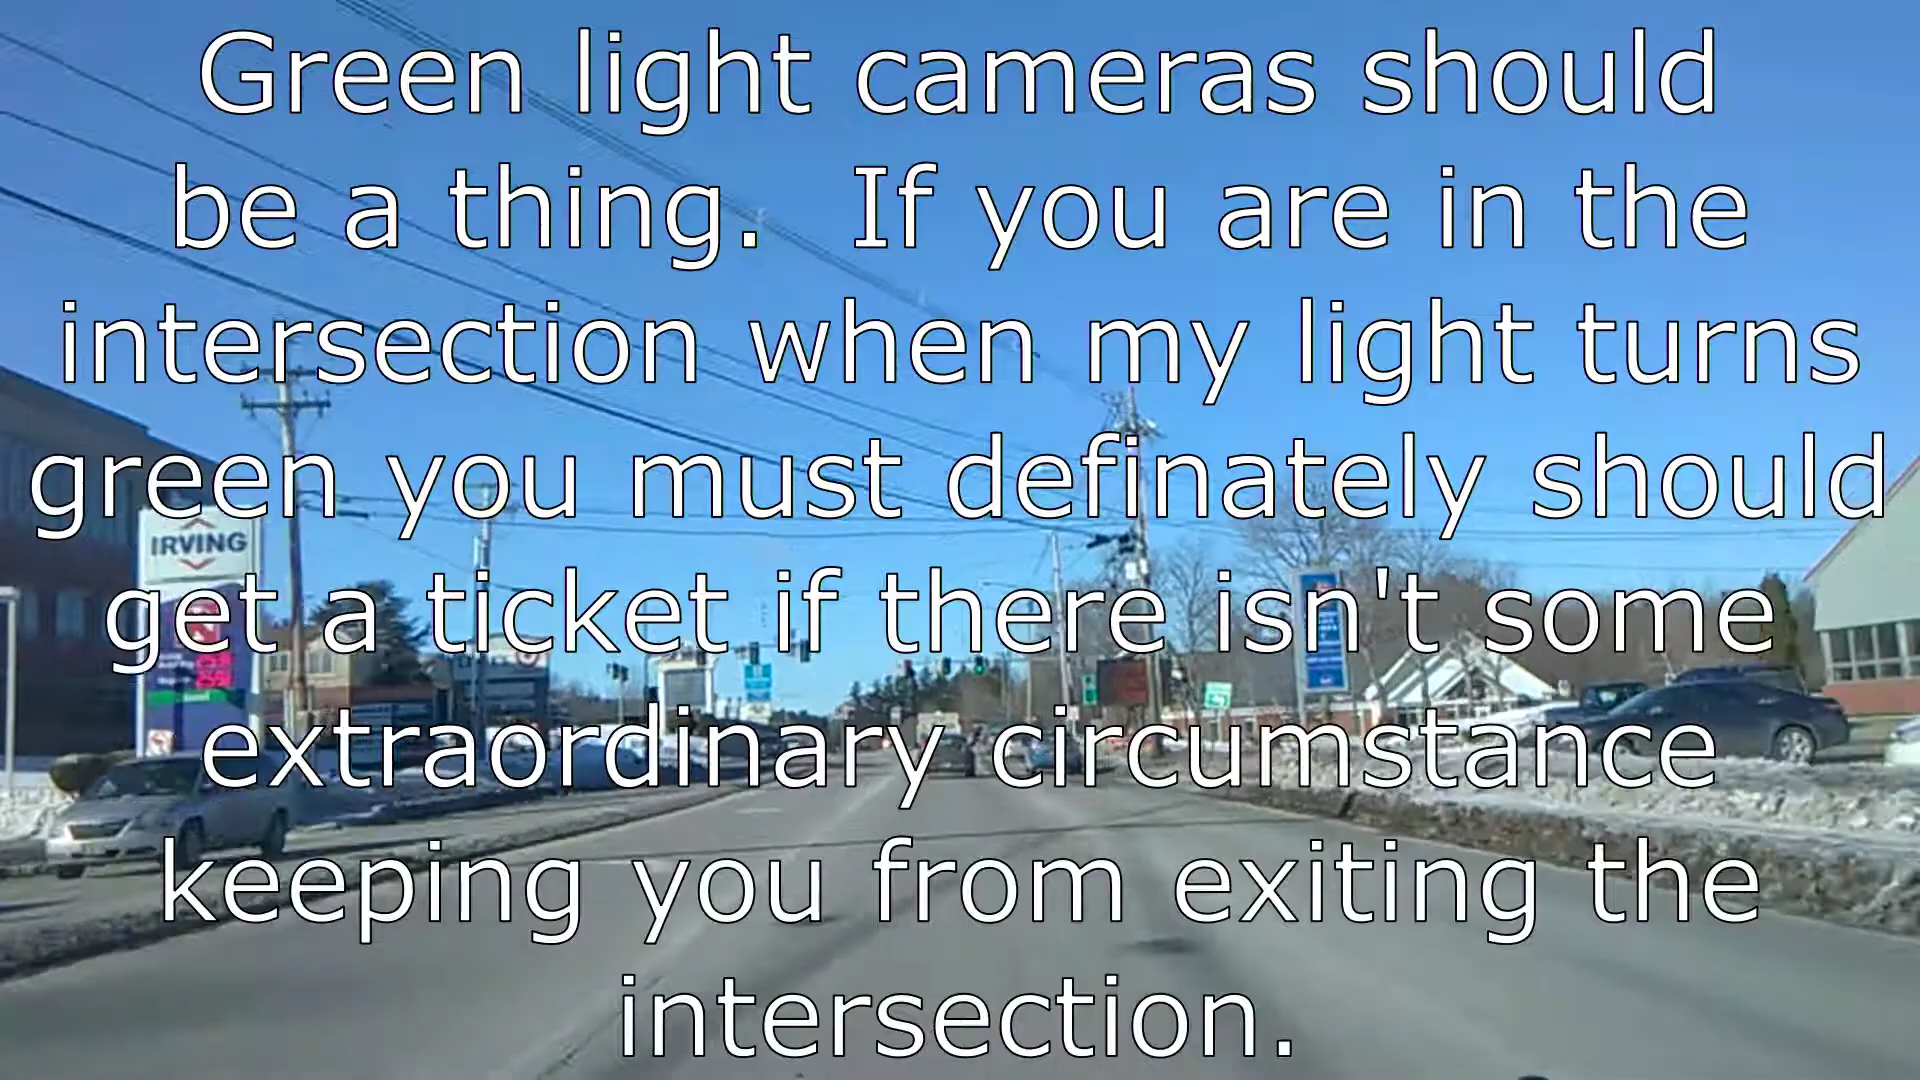 Green light cameras should
be a thing.  If you are in the
intersection when my light turns
green you must definately should
get a ticket if there isn't some
extraordinary circumstance
keeping you from exiting the
intersection.
IRVING